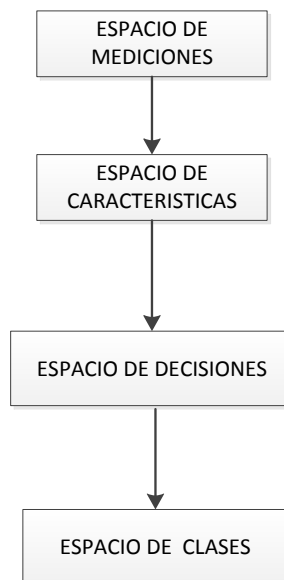 ESPACIO DE
MEDICIONES
ESPACIO DE
CARACTERISTICAS
ESPACIO DE DECISIONES
ESPACIO DE CLASES